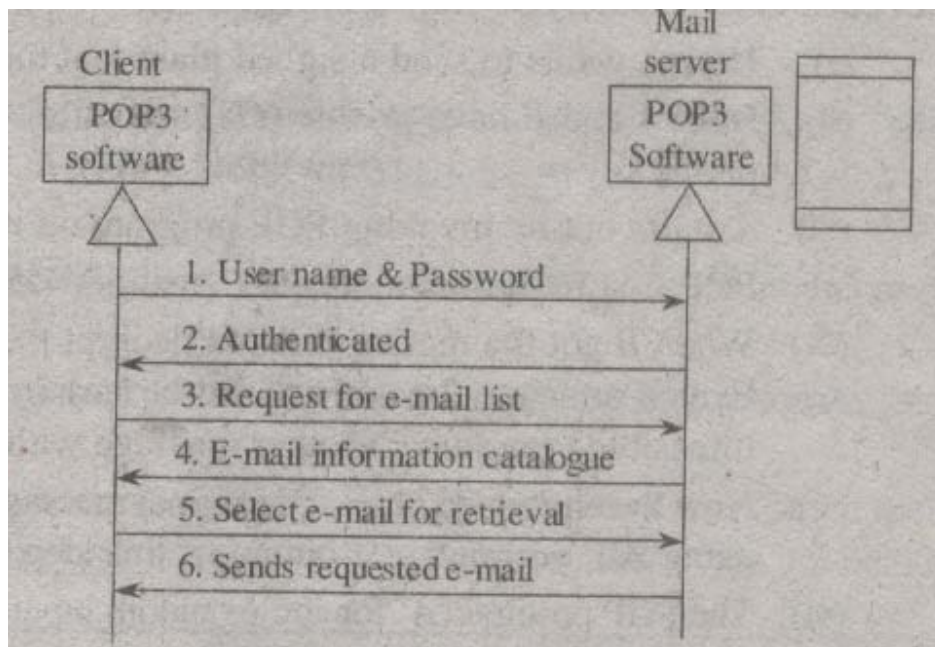 Client
POP3
software
Mail
server
POP3
Software
1. User name & Password
2. Authenticated
3. Request for e-mail list
4. E-mail information catalogue
5. Select e-mail for retrieval
6. Sends requested e-mail